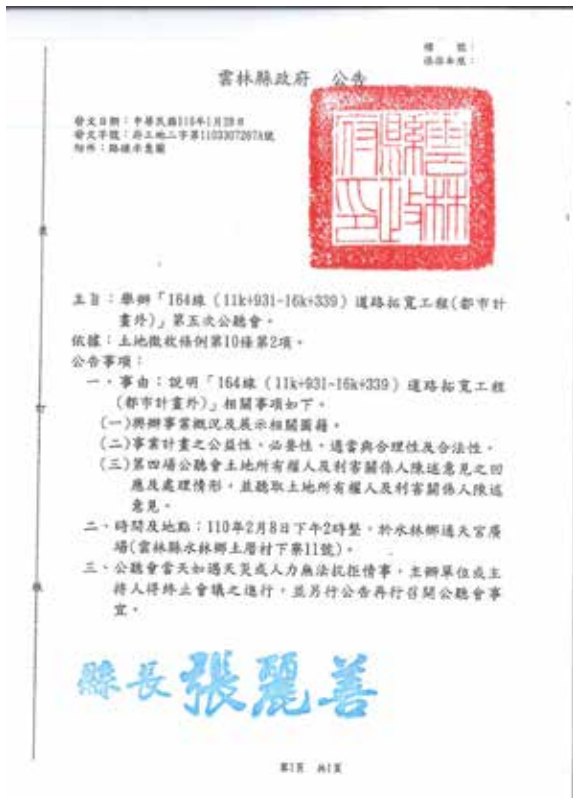 檔　號：
保存年限：
雲林縣政府　公告
發文日期：中華民國110年1月28日
發文字號：府工地二字第1103307267A號
附件：路線示意圖
雲林縣政府印
主旨：舉辦「164線（11k+931~16k+339）道路拓寬工程(都市計
畫外)」第五次公聽會。
依據：土地徵收條例第10條第2項。
公告事項：
一、事由：說明「164線（11k+931~16k+339）道路拓寬工程
(都市計畫外)」相關事項如下。
(一)興辦事業概況及展示相關圖籍。
(二)事業計畫之公益性、必要性、適當與合理性及合法性。
(三)第四場公聽會土地所有權人及利害關係人陳述意見之回
應及處理情形，並聽取土地所有權人及利害關係人陳述
意見。
二、時間及地點：110年2月8日下午2時整，於水林鄉通天宮廣
場(雲林縣水林鄉土厝村下寮11號)。
三、公聽會當天如遇天災或人力無法抗拒情事，主辦單位或主
持人得終止會議之進行，並另行公告再行召開公聽會事
宜。
縣長張麗善
第1頁　共1頁
裝
訂
線